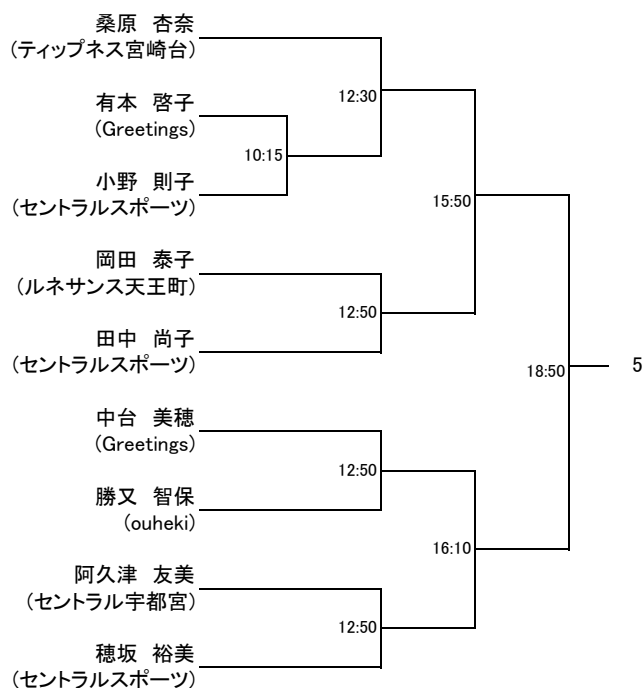 桑原 杏奈
(ティップネス宮崎台)
12:30
有本 啓子
(Greetings)
10:15
小野 則子
(セントラルスポーツ)
15:50
岡田 泰子
(ルネサンス天王町)
12:50
田中 尚子
(セントラルスポーツ)
18:50
5
中台 美穂
(Greetings)
12:50
勝又 智保
(ouheki)
16:10
阿久津 友美
(セントラル宇都宮)
12:50
穂坂 裕美
(セントラルスポーツ)